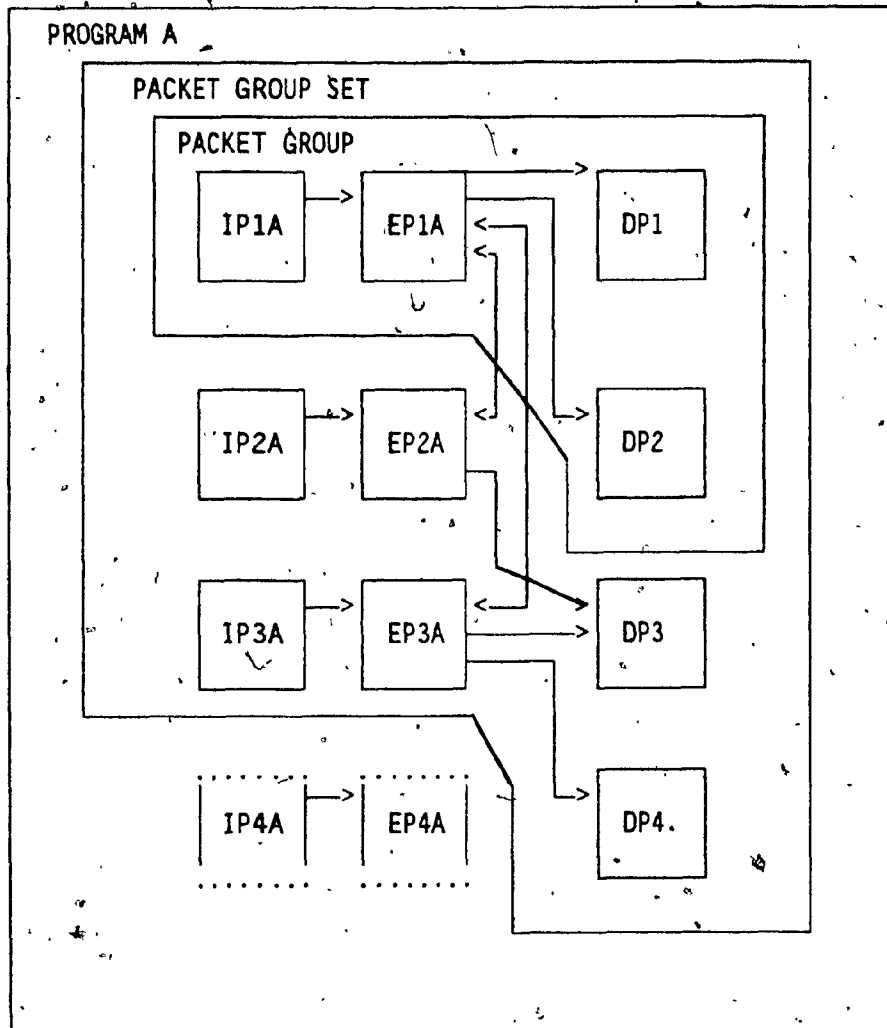 PROGRAM A
PACKET GROUP SET
PACKET GROUP
IP1A EP1A DP1
IP2A EP2A DP2
IP3A EP3A DP3
IP4A EP4A DP4.